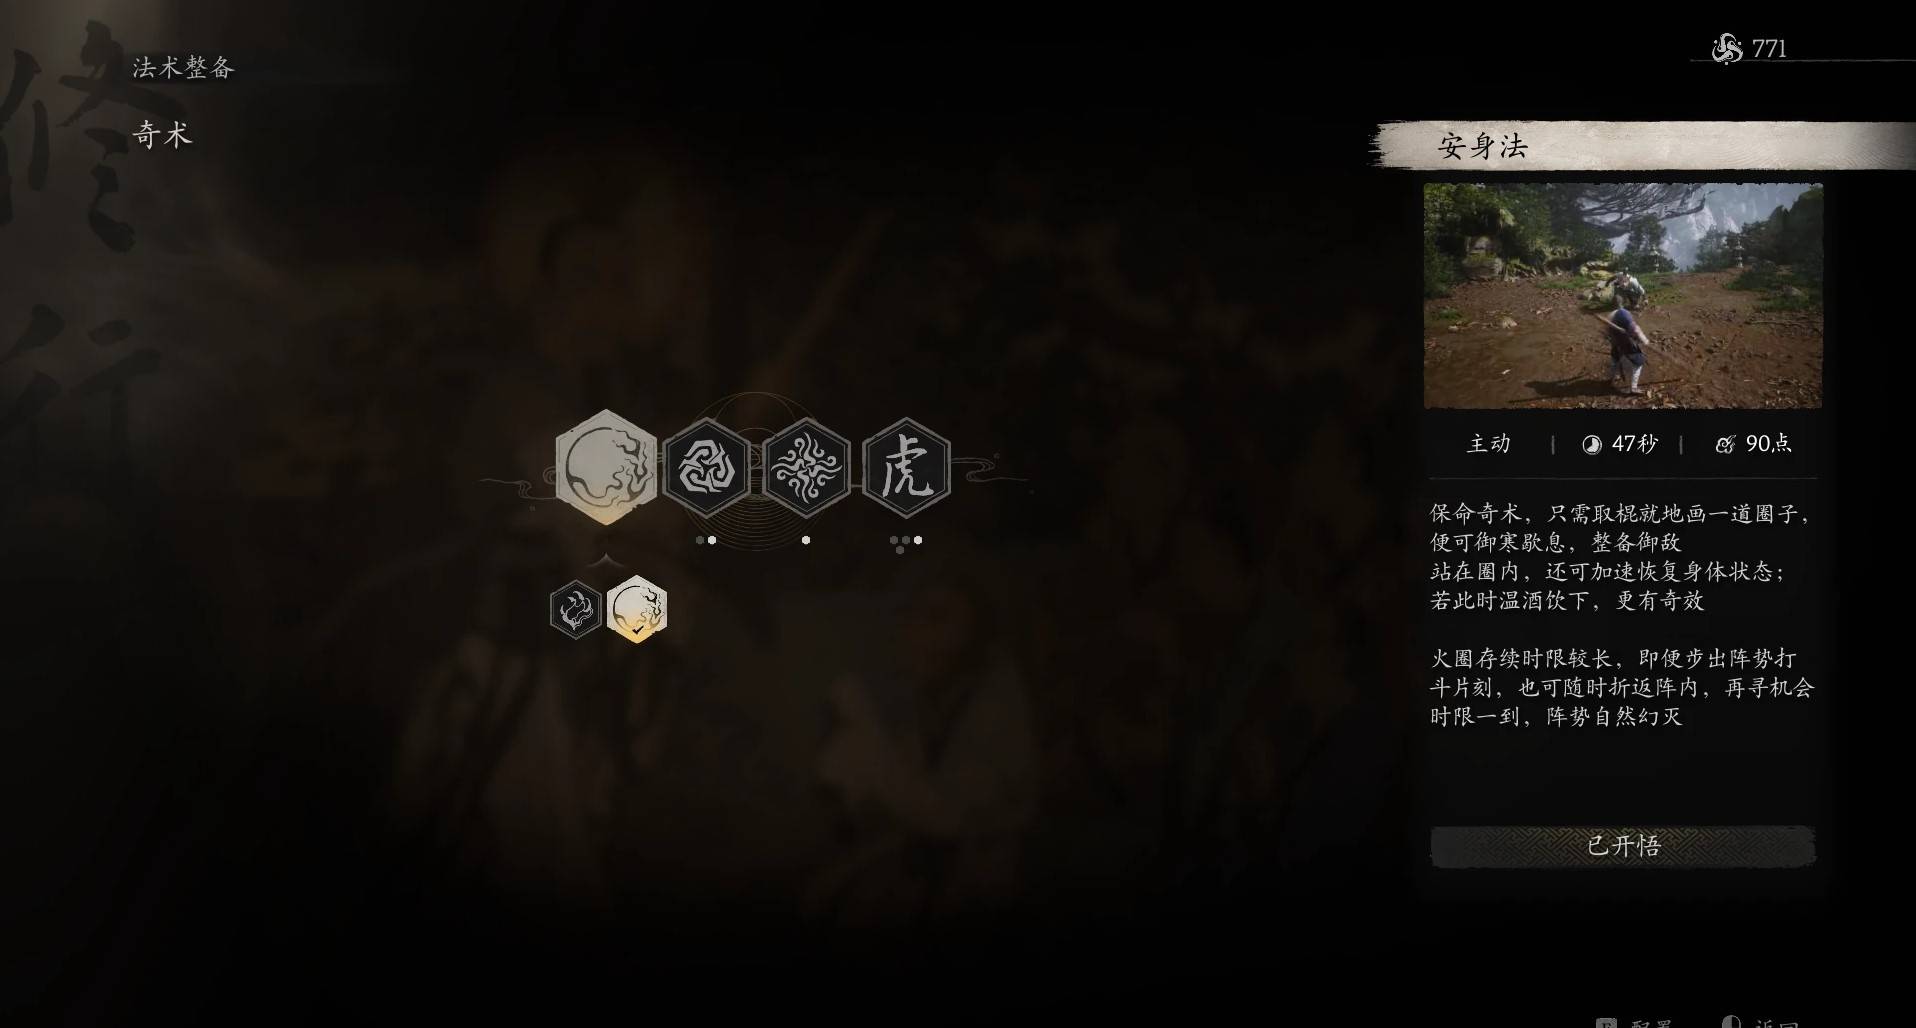 修行
法术整备
771
奇术
安身法
虎
主动 | 47秒 | 90点
保命奇术，只需取棍就地画一道圈子，
便可御寒歇息，整备御敌
站在圈内，还可加速恢复身体状态；
若此时温酒饮下，更有奇效
火圈存续时限较长，即便步出阵势打
斗片刻，也可随时折返阵内，再寻机会
时限一到，阵势自然幻灭
已开悟